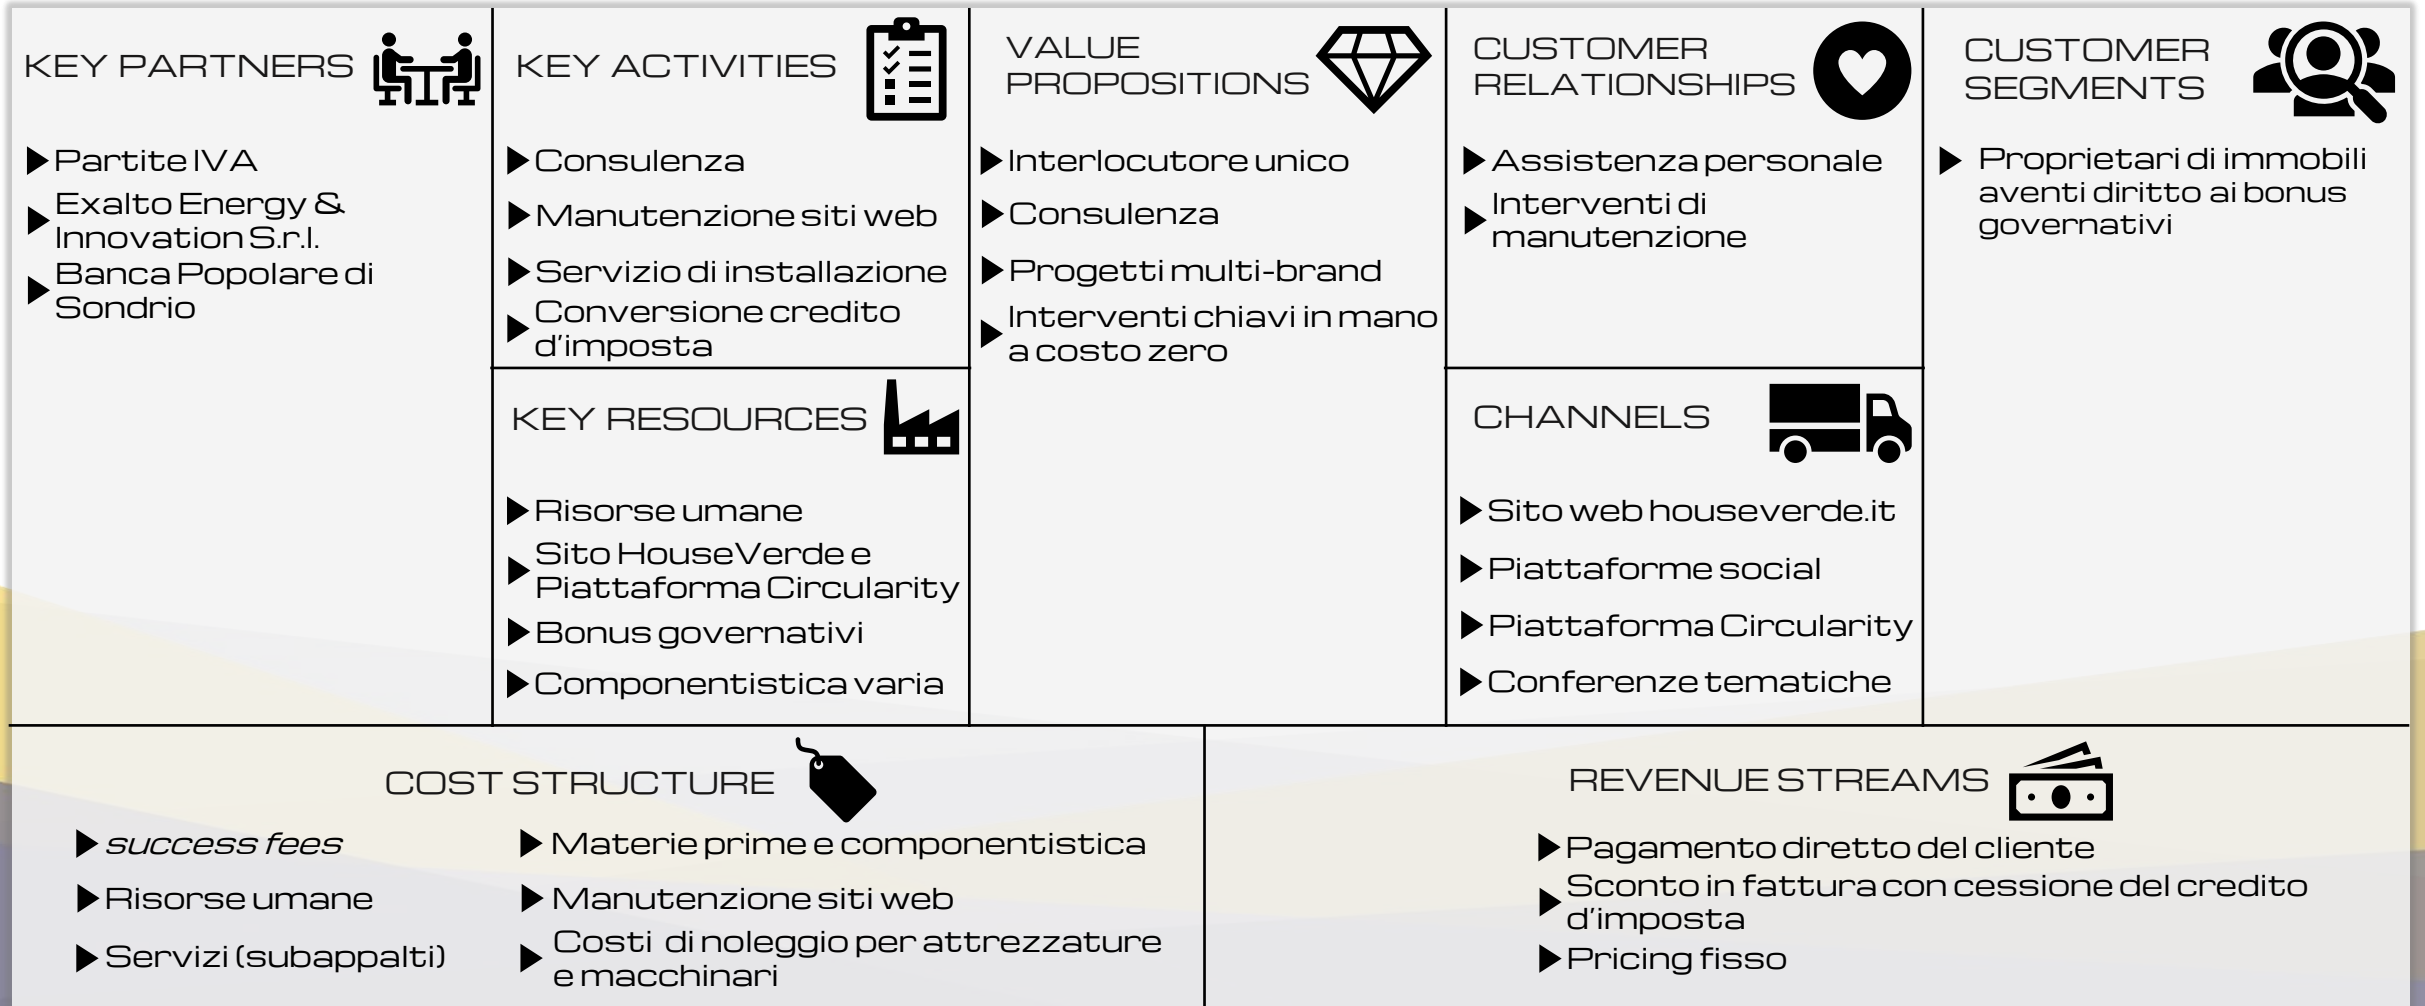 KEY PARTNERS
Partite IVA
Exalto Energy &
Innovation S.r.l.
Banca Popolare di
Sondrio
KEY ACTIVITIES
Consulenza
Manutenzione siti web
Servizio di installazione
Conversione credito
d'imposta
KEY RESOURCES
Risorse umane
Sito HouseVerde e
Piattaforma Circularity
Bonus governativi
Componentistica varia
VALUE
PROPOSITIONS
Interlocutore unico
Consulenza
Progetti multi-brand
Interventi chiavi in mano
a costo zero
CUSTOMER
RELATIONSHIPS
Assistenza personale
Interventi di
manutenzione
CHANNELS
Sito web houseverde.it
Piattaforme social
Piattaforma Circularity
Conferenze tematiche
CUSTOMER
SEGMENTS
Proprietari di immobili
aventi diritto ai bonus
governativi
COST STRUCTURE
success fees
Risorse umane
Servizi (subappalti)
Materie prime e componentistica
Manutenzione siti web
Costi di noleggio per attrezzature
e macchinari
REVENUE STREAMS
Pagamento diretto del cliente
Sconto in fattura con cessione del credito
d'imposta
Pricing fisso